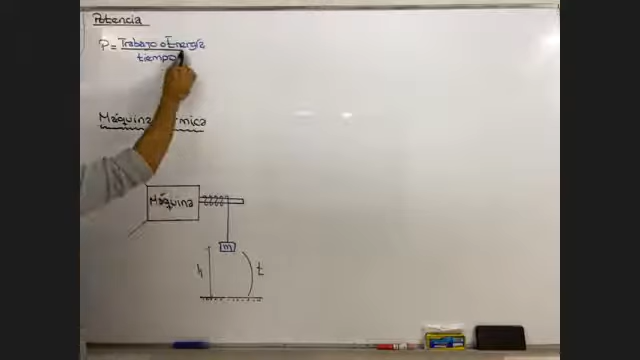 Potencia
P = Trabajo o Energía
tiempo
Máquina
Máquina
m
h
t